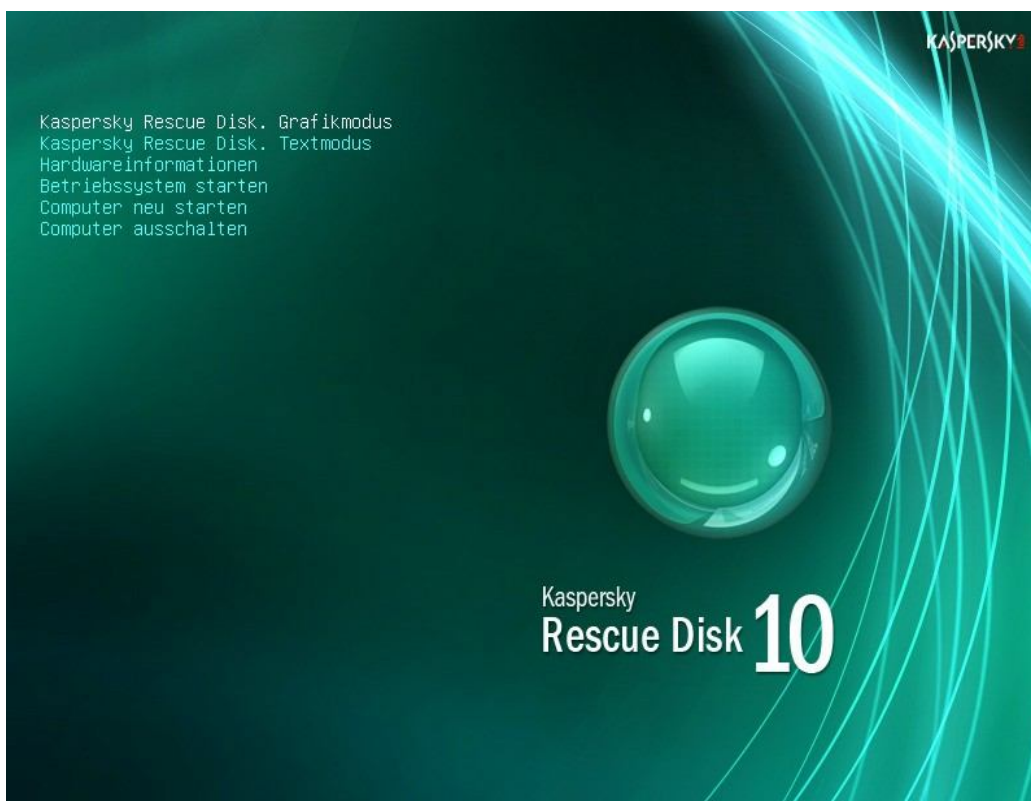 KASPERSKY lab
Kaspersky Rescue Disk. Grafikmodus
Kaspersky Rescue Disk. Textmodus
Hardwareinformationen
Betriebssystem starten
Computer neu starten
Computer ausschalten
Kaspersky
Rescue Disk 10